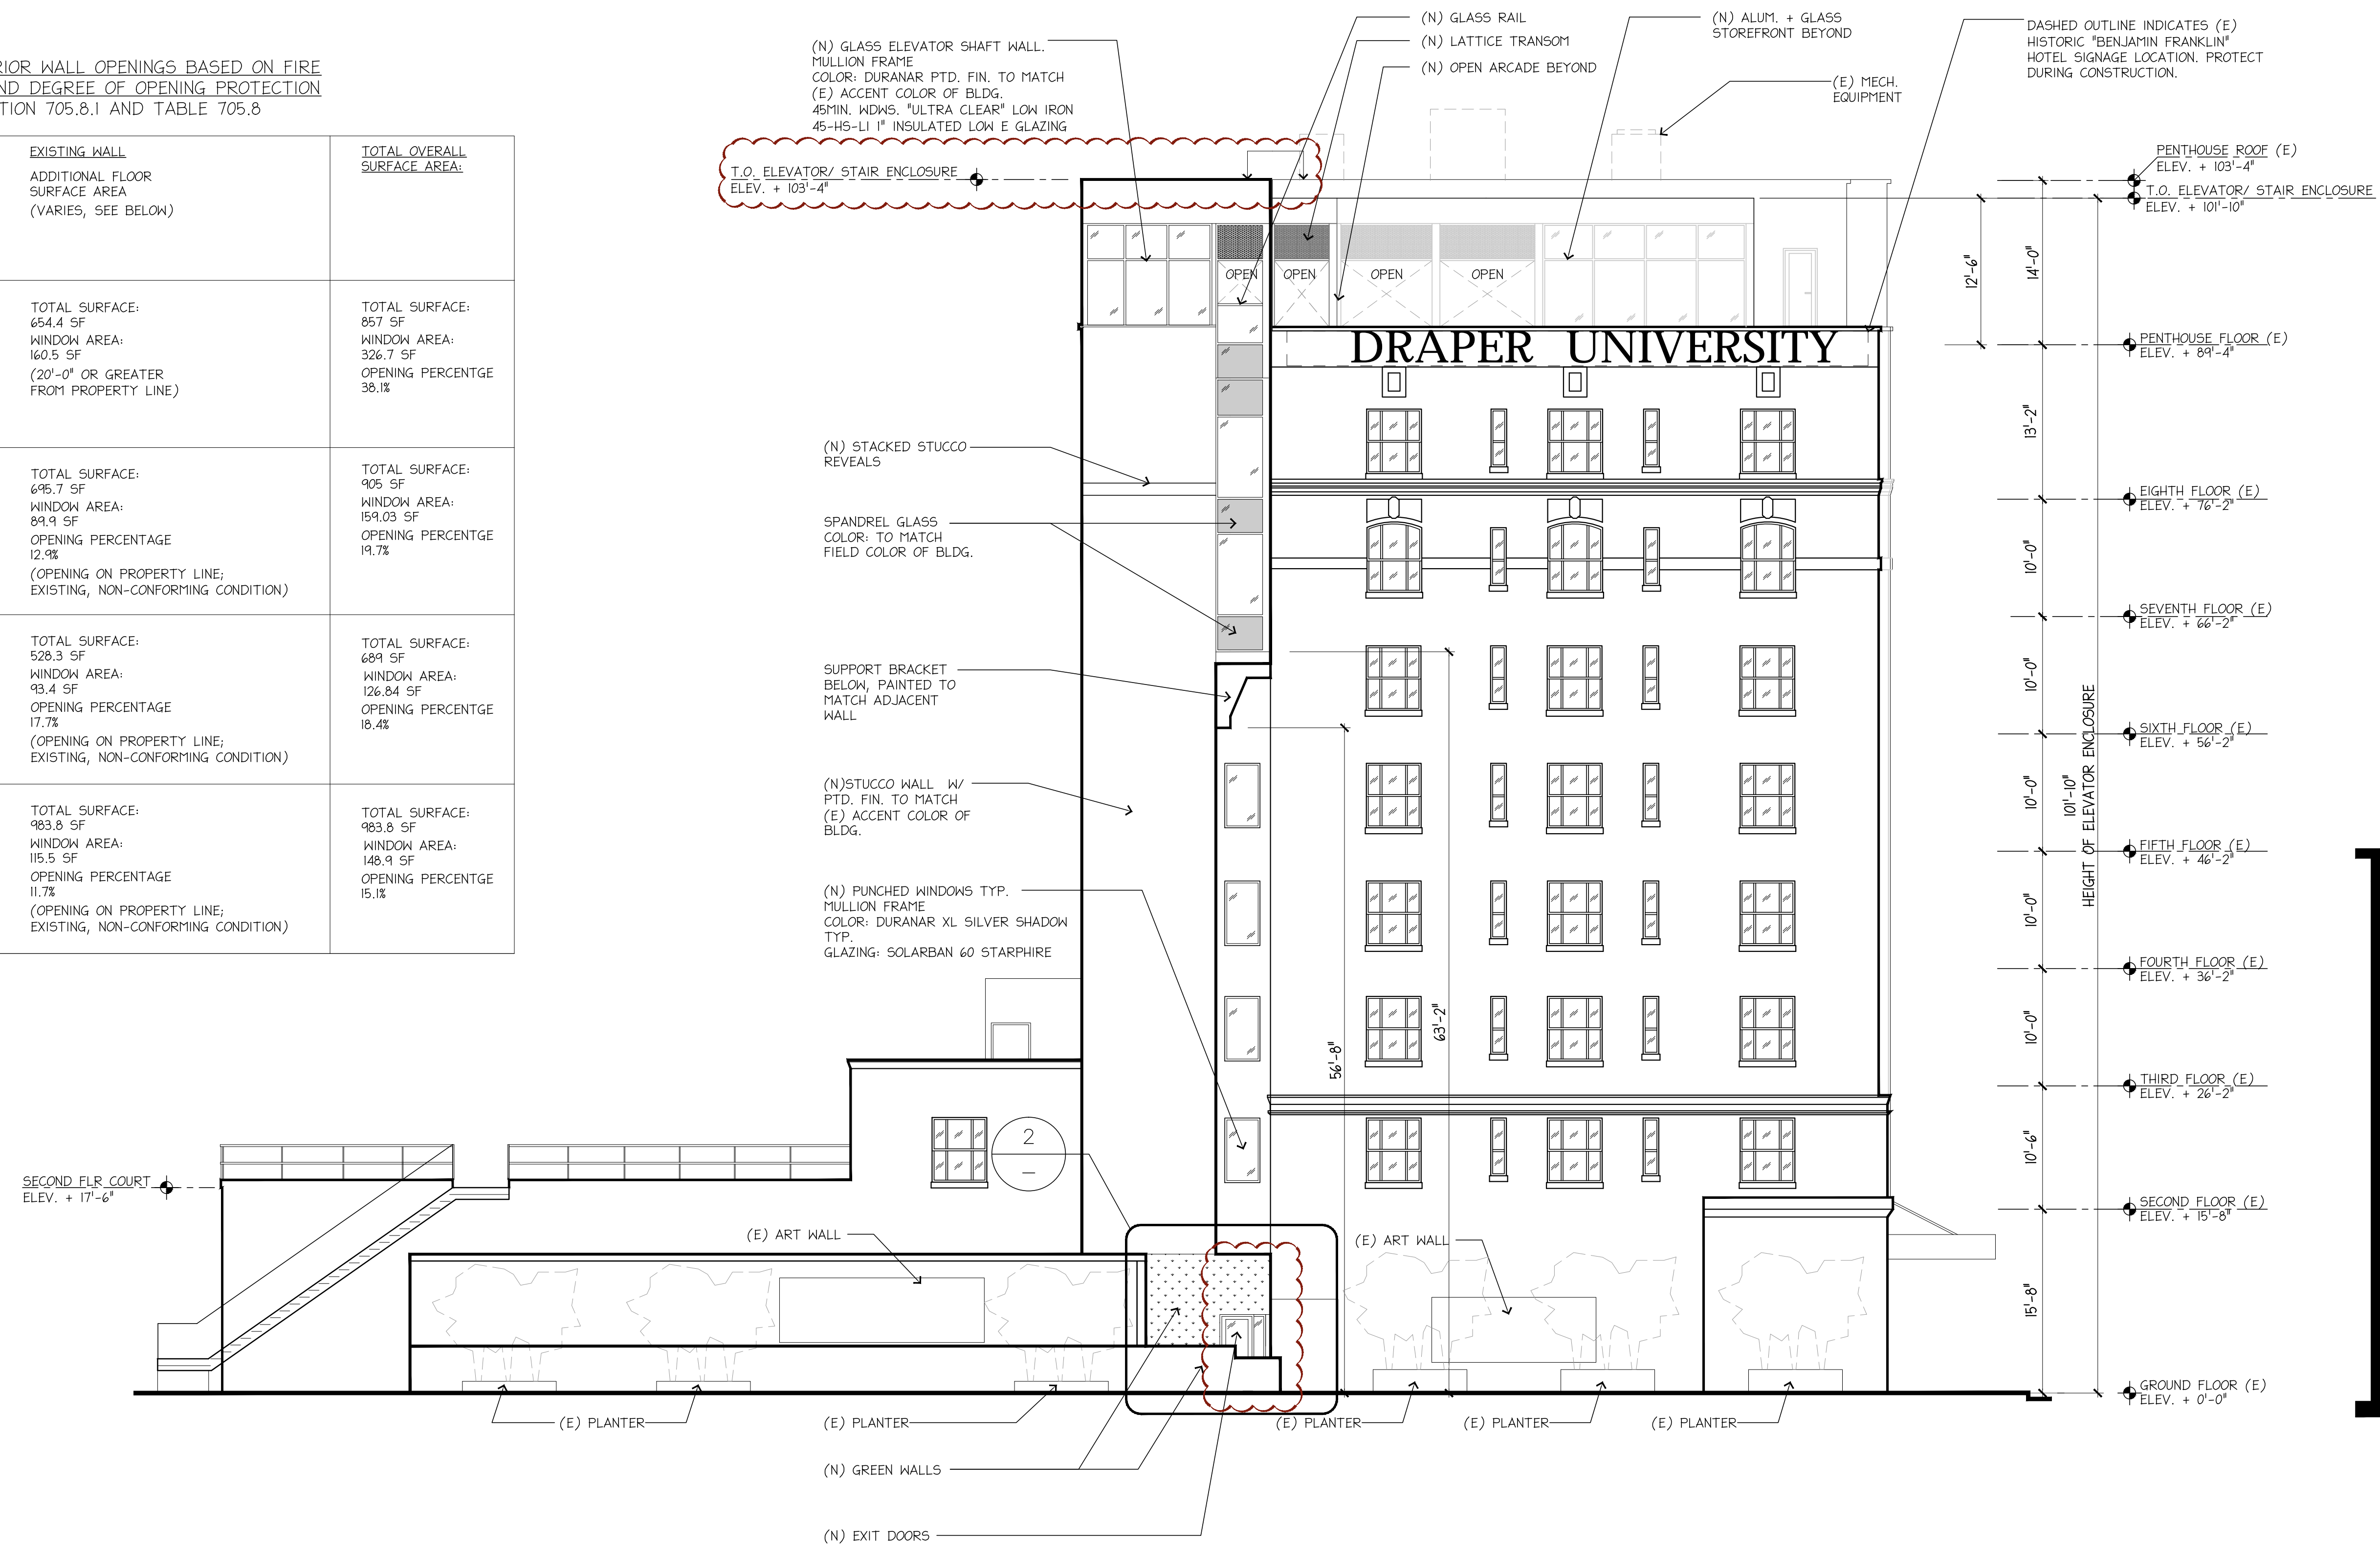 RIOR WALL OPENINGS BASED ON FIRE
ND DEGREE OF OPENING PROTECTION
TION 705.8.1 AND TABLE 705.8
EXISTING WALL
ADDITIONAL FLOOR
SURFACE AREA
(VARIES, SEE BELOW)
TOTAL OVERALL
SURFACE AREA:
TOTAL SURFACE:
654.4 SF
WINDOW AREA:
160.5 SF
(20'-0" OR GREATER
FROM PROPERTY LINE)
TOTAL SURFACE:
857 SF
WINDOW AREA:
326.7 SF
OPENING PERCENTGE
38.1%
TOTAL SURFACE:
695.7 SF
WINDOW AREA:
89.9 SF
OPENING PERCENTAGE
12.9%
(OPENING ON PROPERTY LINE;
EXISTING, NON-CONFORMING CONDITION)
TOTAL SURFACE:
905 SF
WINDOW AREA:
159.03 SF
OPENING PERCENTGE
19.7%
TOTAL SURFACE:
528.3 SF
WINDOW AREA:
93.4 SF
OPENING PERCENTAGE
17.7%
(OPENING ON PROPERTY LINE;
EXISTING, NON-CONFORMING CONDITION)
TOTAL SURFACE:
689 SF
WINDOW AREA:
126.84 SF
OPENING PERCENTGE
18.4%
TOTAL SURFACE:
983.8 SF
WINDOW AREA:
115.5 SF
OPENING PERCENTAGE
11.7%
(OPENING ON PROPERTY LINE;
EXISTING, NON-CONFORMING CONDITION)
TOTAL SURFACE:
983.8 SF
WINDOW AREA:
148.9 SF
OPENING PERCENTGE
15.1%
(N) GLASS ELEVATOR SHAFT WALL.
MULLION FRAME
COLOR: DURANAR PTD. FIN. TO MATCH
(E) ACCENT COLOR OF BLDG.
45MIN. WDWS. "ULTRA CLEAR" LOW IRON
45-HS-LI 1" INSULATED LOW E GLAZING
T.O. ELEVATOR/ STAIR ENCLOSURE
ELEV. + 103'-4"
(N) GLASS RAIL
(N) LATTICE TRANSOM
(N) OPEN ARCADE BEYOND
(N) ALUM. + GLASS
STOREFRONT BEYOND
(E) MECH.
EQUIPMENT
DASHED OUTLINE INDICATES (E)
HISTORIC "BENJAMIN FRANKLIN"
HOTEL SIGNAGE LOCATION. PROTECT
DURING CONSTRUCTION.
OPEN
OPEN
OPEN
OPEN
DRAPER UNIVERSITY
(N) STACKED STUCCO
REVEALS
SPANDREL GLASS
COLOR: TO MATCH
FIELD COLOR OF BLDG.
SUPPORT BRACKET
BELOW, PAINTED TO
MATCH ADJACENT
WALL
(N)STUCCO WALL W/
PTD. FIN. TO MATCH
(E) ACCENT COLOR OF
BLDG.
(N) PUNCHED WINDOWS TYP.
MULLION FRAME
COLOR: DURANAR XL SILVER SHADOW
TYP.
GLAZING: SOLARBAN 60 STARPHIRE
PENTHOUSE ROOF (E)
ELEV. + 103'-4"
T.O. ELEVATOR/ STAIR ENCLOSURE
ELEV. + 101'-10"
PENTHOUSE FLOOR (E)
ELEV. + 89'-4"
EIGHTH FLOOR (E)
ELEV. + 76'-2"
SEVENTH FLOOR (E)
ELEV. + 66'-2"
SIXTH FLOOR (E)
ELEV. + 56'-2"
FIFTH FLOOR (E)
ELEV. + 46'-2"
FOURTH FLOOR (E)
ELEV. + 36'-2"
THIRD FLOOR (E)
ELEV. + 26'-2"
SECOND FLOOR (E)
ELEV. + 15'-8"
GROUND FLOOR (E)
ELEV. + 0'-0"
12'-6"
14'-0"
13'-2"
10'-0"
10'-0"
10'-0"
10'-0"
10'-0"
10'-6"
15'-8"
101'-10"
HEIGHT OF ELEVATOR ENCLOSURE
56'-8"
63'-2"
SECOND FLR COURT
ELEV. + 17'-6"
2
–
(E) ART WALL
(E) ART WALL
(E) PLANTER
(E) PLANTER
(E) PLANTER
(E) PLANTER
(E) PLANTER
(N) GREEN WALLS
(N) EXIT DOORS